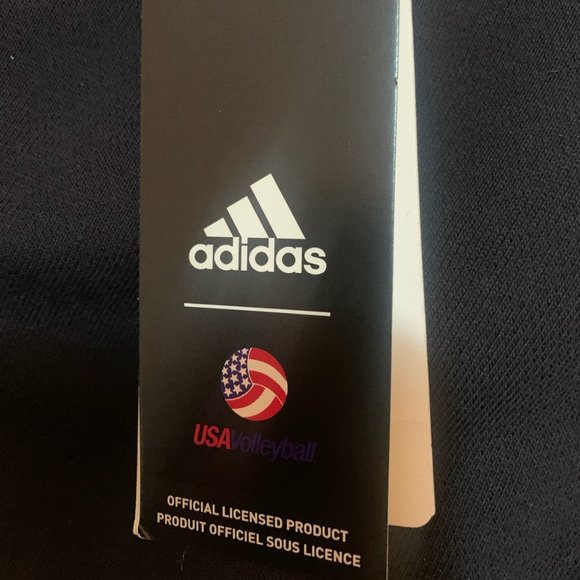 adidas
USAVolleyball
OFFICIAL LICENSED PRODUCT
PRODUIT OFFICIEL SOUS LICENCE